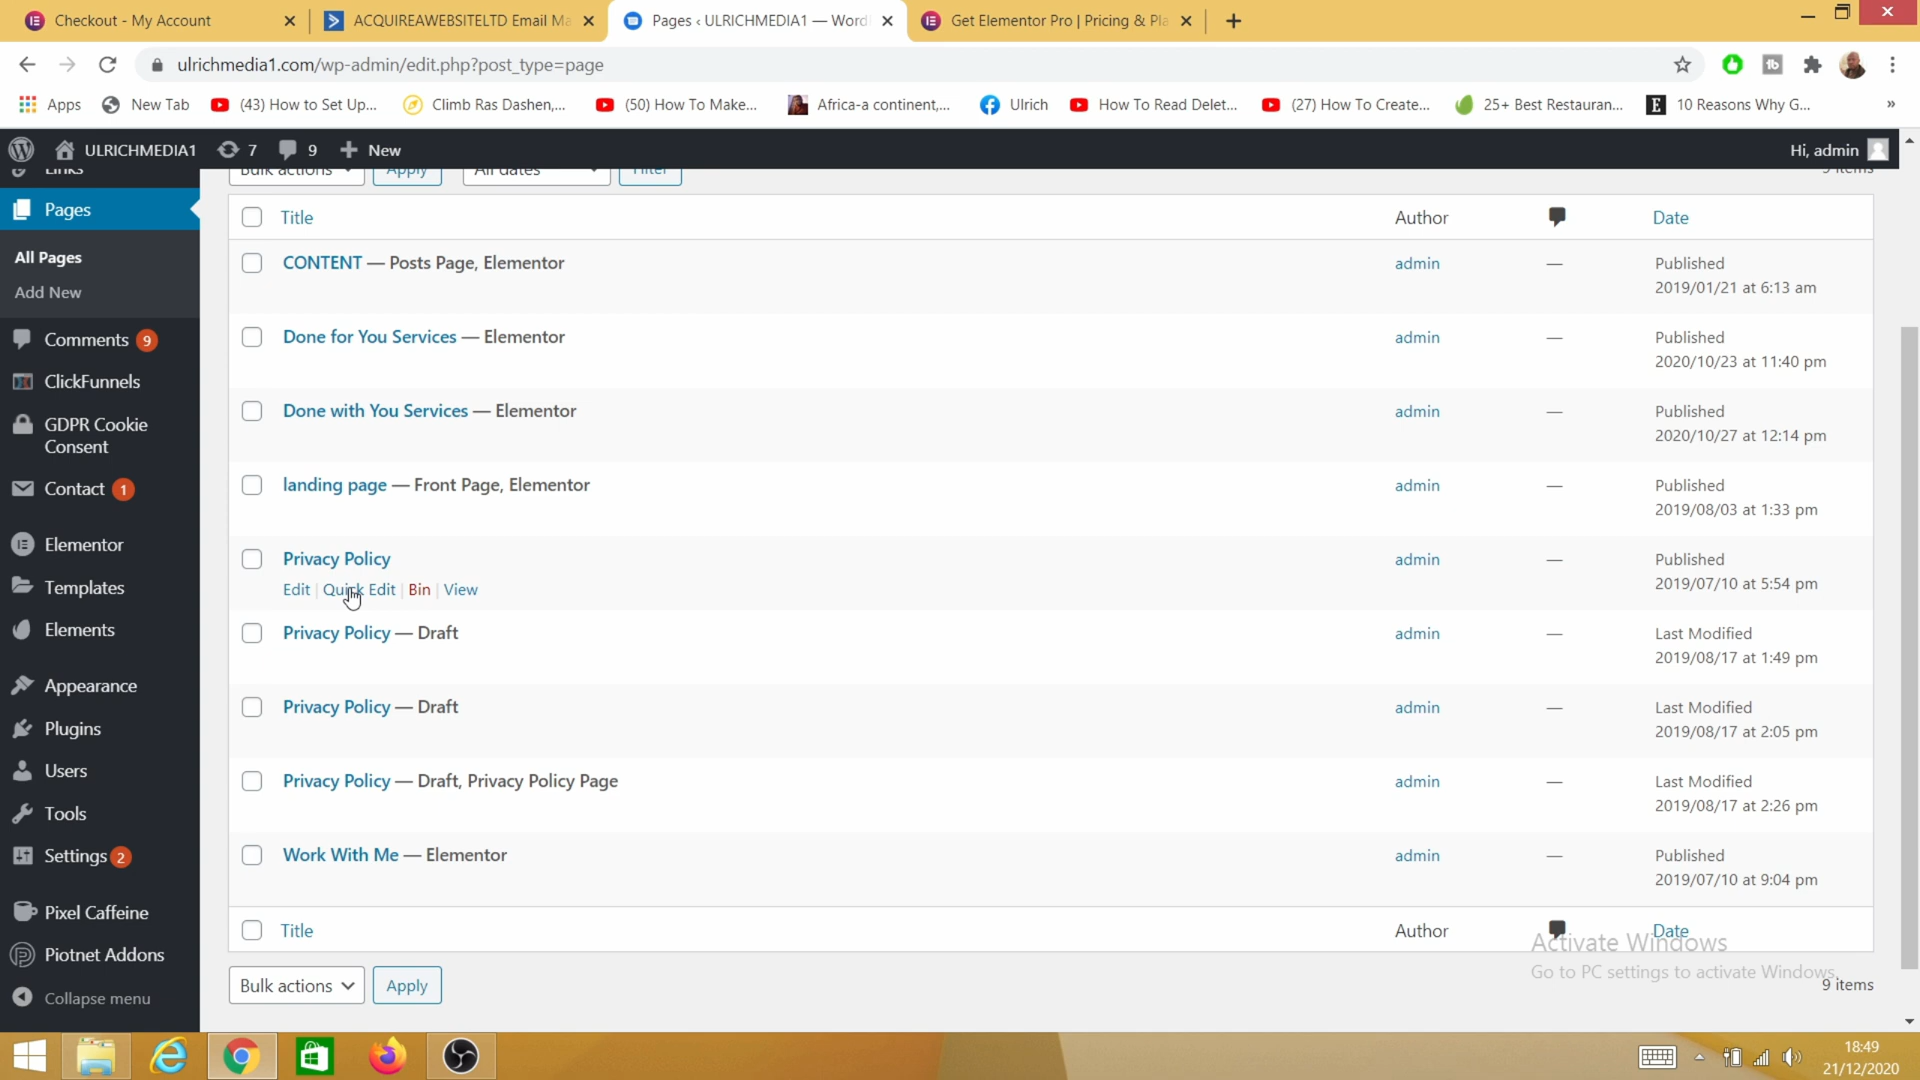 Checkout - My Account
ACQUIREAWEBSITELTD Email Ma
Pages ‹ ULRICHMEDIA1 — Word
Get Elementor Pro | Pricing & Pla
ulrichmedia1.com/wp-admin/edit.php?post_type=page
Apps
New Tab
(43) How to Set Up...
Climb Ras Dashen,...
(50) How To Make...
Africa-a continent,...
Ulrich
How To Read Delet...
(27) How To Create...
25+ Best Restauran...
10 Reasons Why G...
»
ULRICHMEDIA1
7
9
New
Hi, admin
Links
Bulk actions
Apply
All dates
Filter
9 items
Pages
All Pages
Add New
Comments 9
ClickFunnels
GDPR Cookie
Consent
Contact 1
Elementor
Templates
Elements
Appearance
Plugins
Users
Tools
Settings 2
Pixel Caffeine
Piotnet Addons
Collapse menu
Title
Author
Date
CONTENT — Posts Page, Elementor
admin
—
Published
2019/01/21 at 6:13 am
Done for You Services — Elementor
admin
—
Published
2020/10/23 at 11:40 pm
Done with You Services — Elementor
admin
—
Published
2020/10/27 at 12:14 pm
landing page — Front Page, Elementor
admin
—
Published
2019/08/03 at 1:33 pm
Privacy Policy
Edit | Quick Edit | Bin | View
admin
—
Published
2019/07/10 at 5:54 pm
Privacy Policy — Draft
admin
—
Last Modified
2019/08/17 at 1:49 pm
Privacy Policy — Draft
admin
—
Last Modified
2019/08/17 at 2:05 pm
Privacy Policy — Draft, Privacy Policy Page
admin
—
Last Modified
2019/08/17 at 2:26 pm
Work With Me — Elementor
admin
—
Published
2019/07/10 at 9:04 pm
Title
Author
Date
Activate Windows
Go to PC settings to activate Windows.
Bulk actions
Apply
9 items
18:49
21/12/2020